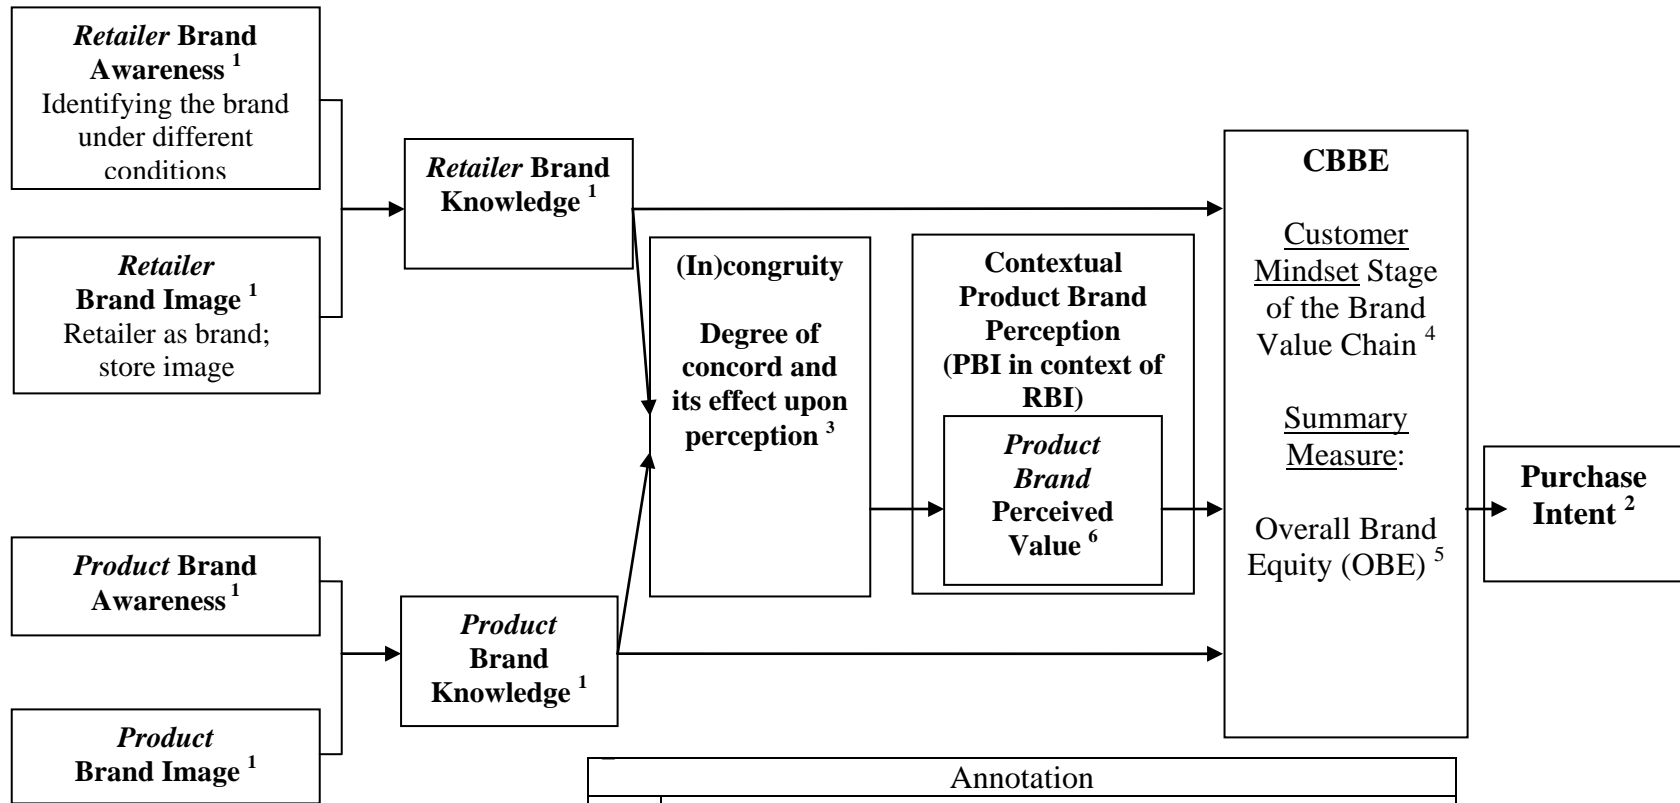 Retailer Brand
Awareness 1
Identifying the brand
under different
conditions
Retailer
Brand Image 1
Retailer as brand;
store image
Product Brand
Awareness 1
Product
Brand Image 1
Retailer Brand
Knowledge 1
Product
Brand
Knowledge 1
(In)congruity
Degree of
concord and
its effect upon
perception 3
Contextual
Product Brand
Perception
(PBI in context of
RBI)
Product
Brand
Perceived
Value 6
CBBE
Customer
Mindset Stage
of the Brand
Value Chain 4
Summary
Measure:
Overall Brand
Equity (OBE) 5
Purchase
Intent 2
Annotation